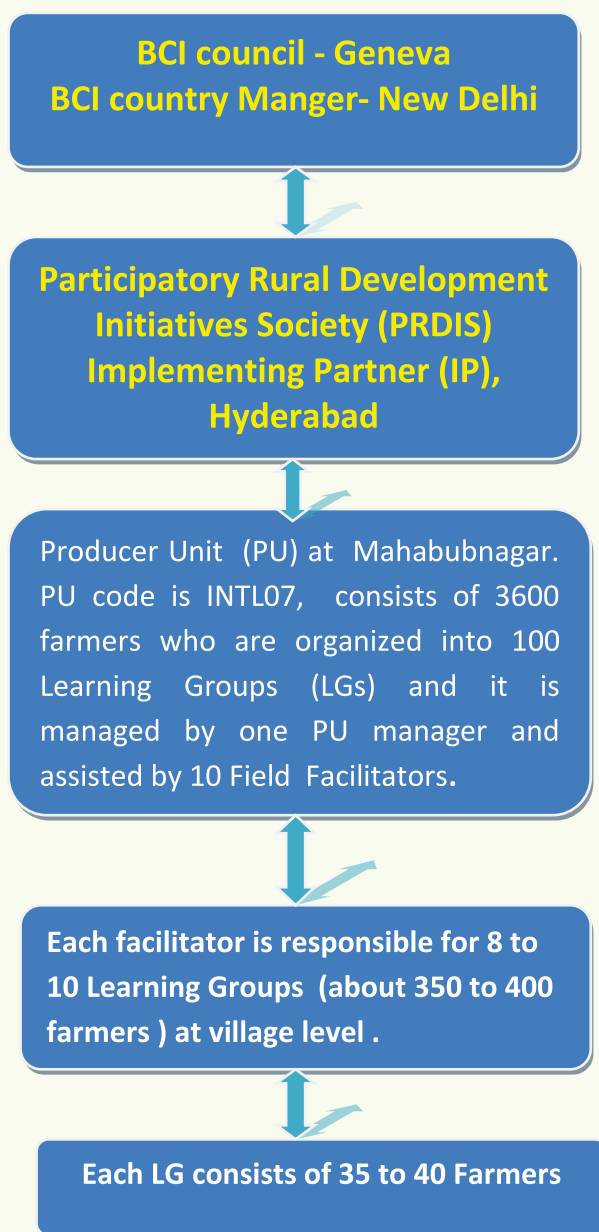 BCI council - Geneva
BCI country Manger- New Delhi
Participatory Rural Development
Initiatives Society (PRDIS)
Implementing Partner (IP),
Hyderabad
Producer Unit (PU) at Mahabubnagar.
PU code is INTL07, consists of 3600
farmers who are organized into 100
Learning Groups (LGs) and it is
managed by one PU manager and
assisted by 10 Field Facilitators.
Each facilitator is responsible for 8 to
10 Learning Groups (about 350 to 400
farmers ) at village level .
Each LG consists of 35 to 40 Farmers